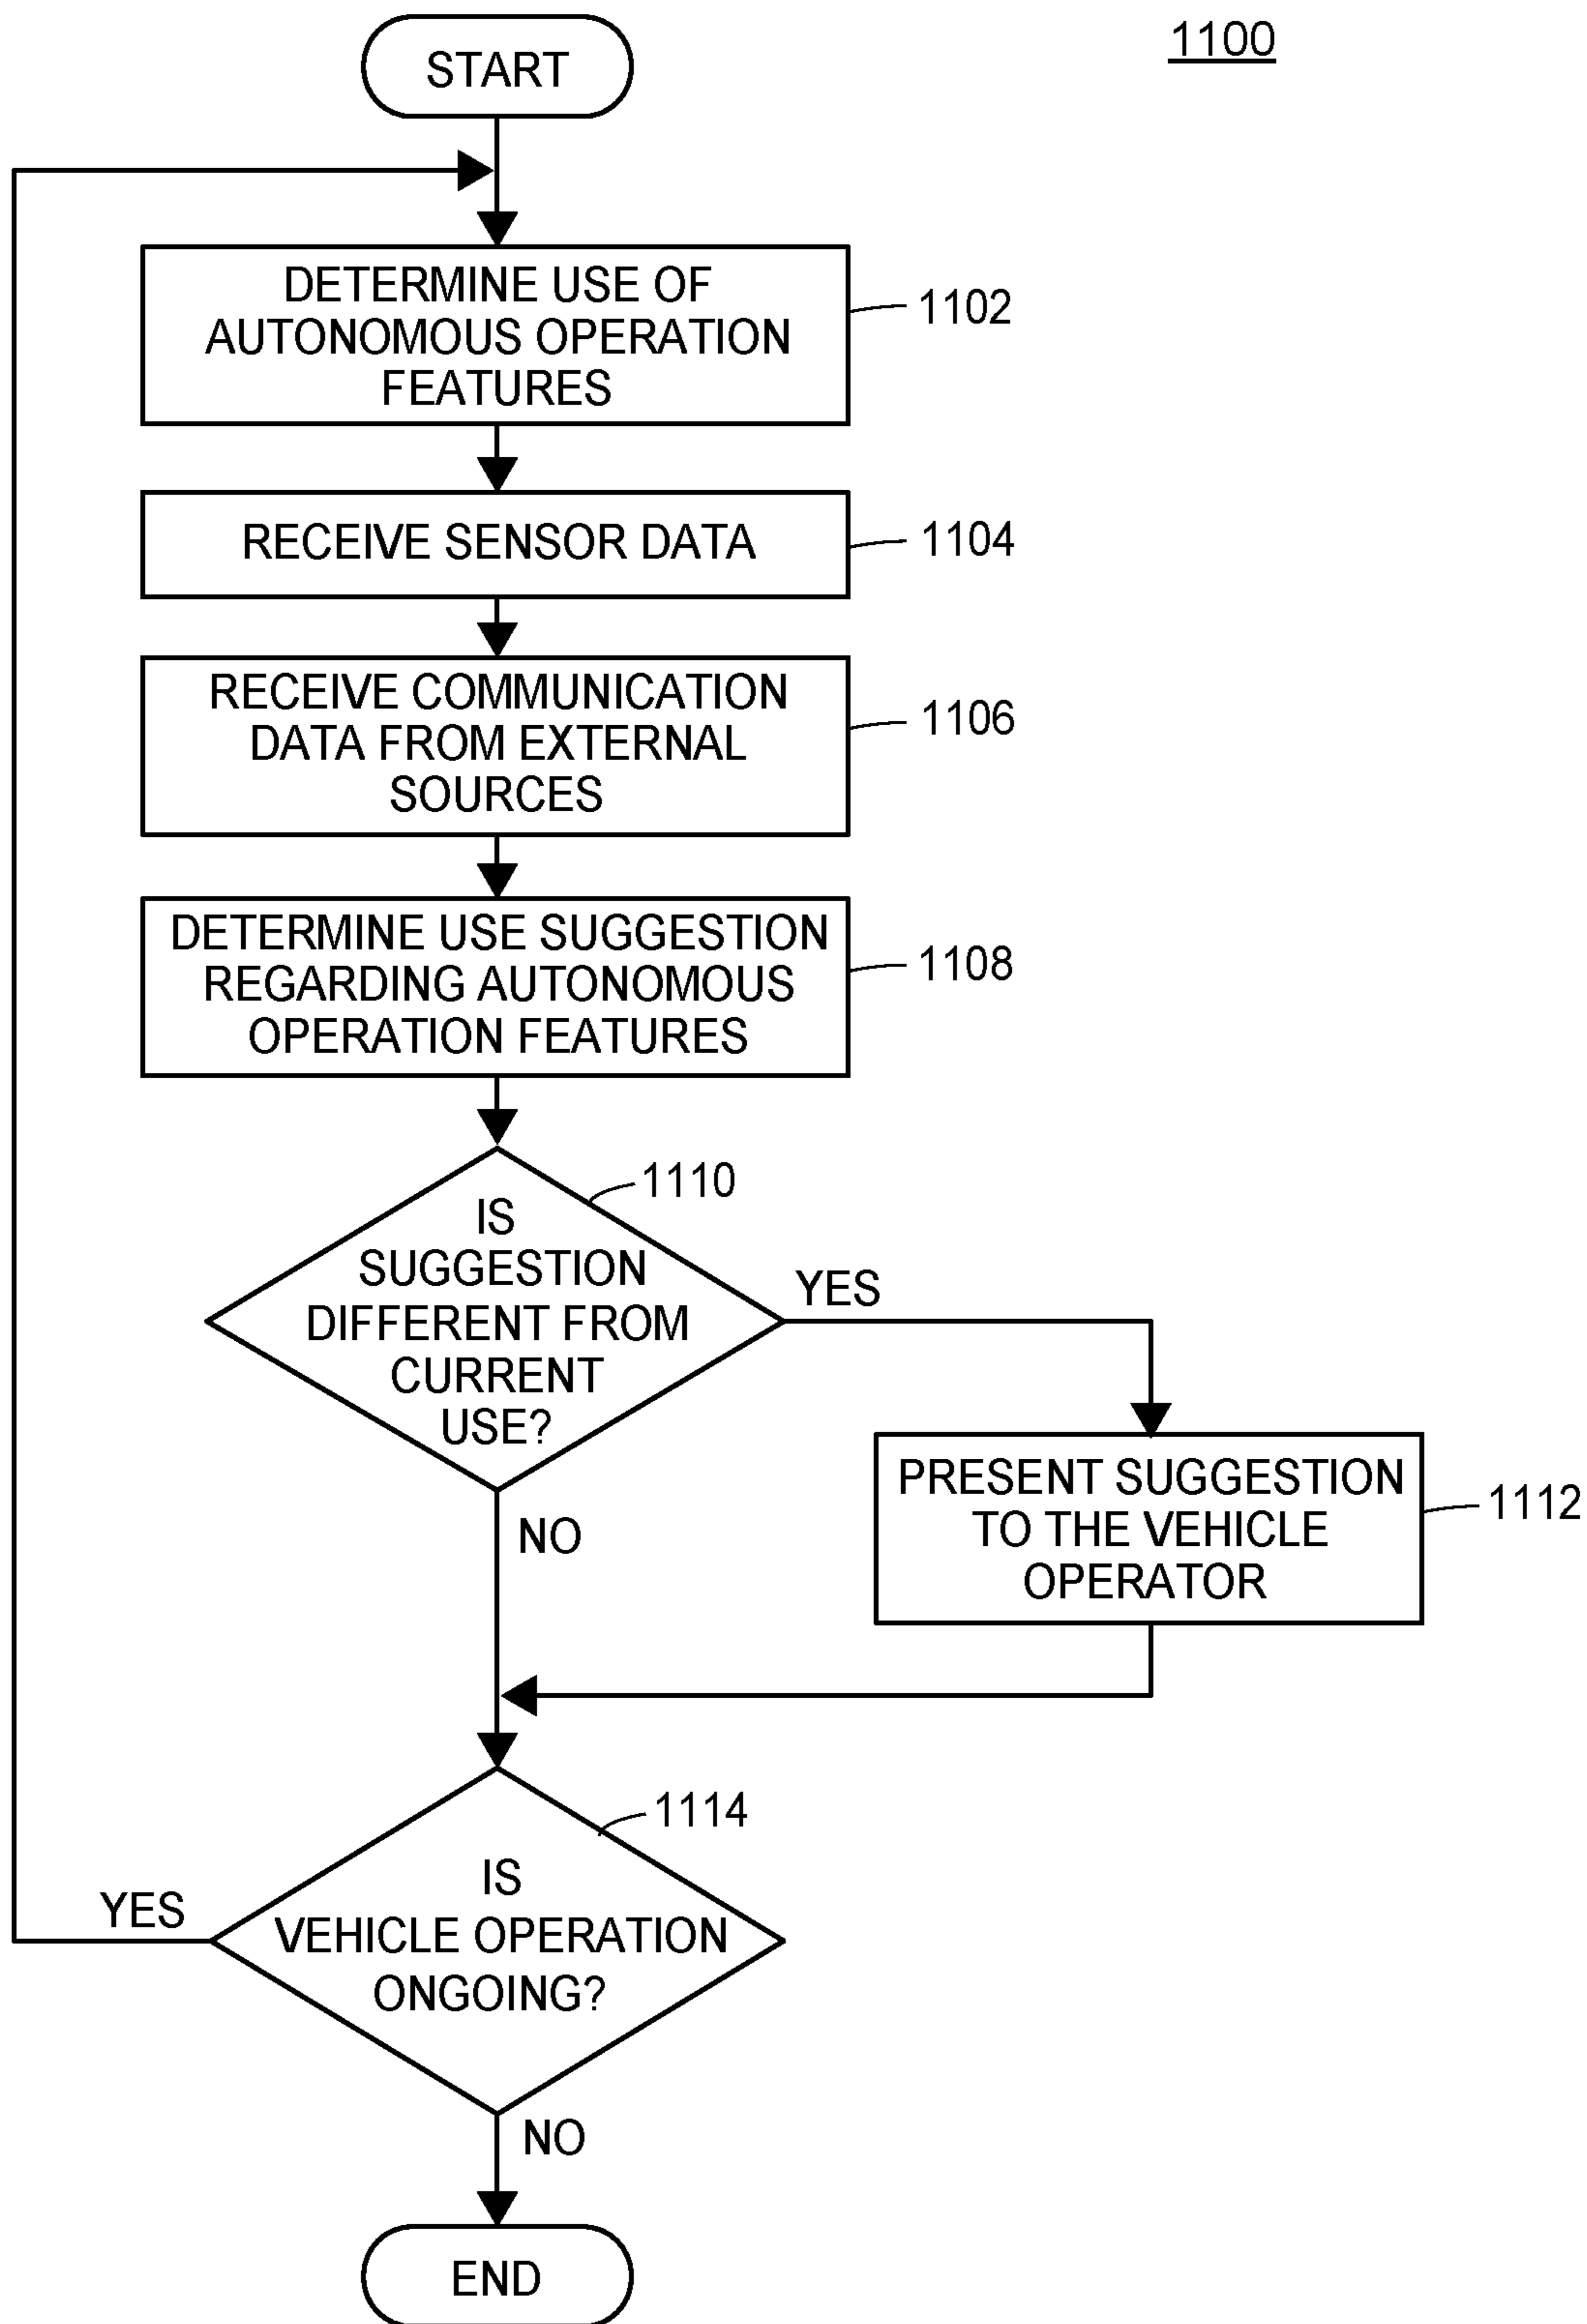 1100
START
DETERMINE USE OF
AUTONOMOUS OPERATION
FEATURES
1102
RECEIVE SENSOR DATA
1104
RECEIVE COMMUNICATION
DATA FROM EXTERNAL
SOURCES
1106
DETERMINE USE SUGGESTION
REGARDING AUTONOMOUS
OPERATION FEATURES
1108
1110
IS
SUGGESTION
DIFFERENT FROM
CURRENT
USE?
YES
NO
PRESENT SUGGESTION
TO THE VEHICLE
OPERATOR
1112
1114
IS
VEHICLE OPERATION
ONGOING?
YES
NO
END